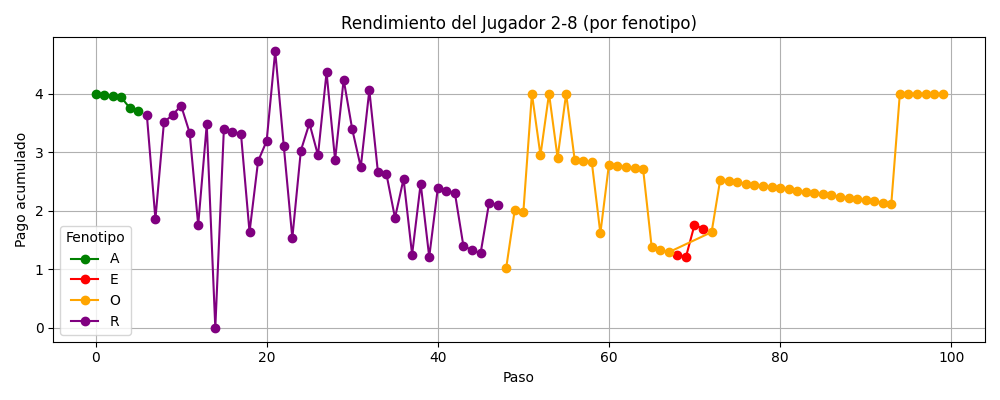 Rendimiento del Jugador 2-8 (por fenotipo)
Pago acumulado
4
3
2
1
0
Fenotipo
A
E
O
R
0 20 40 60 80 100
Paso